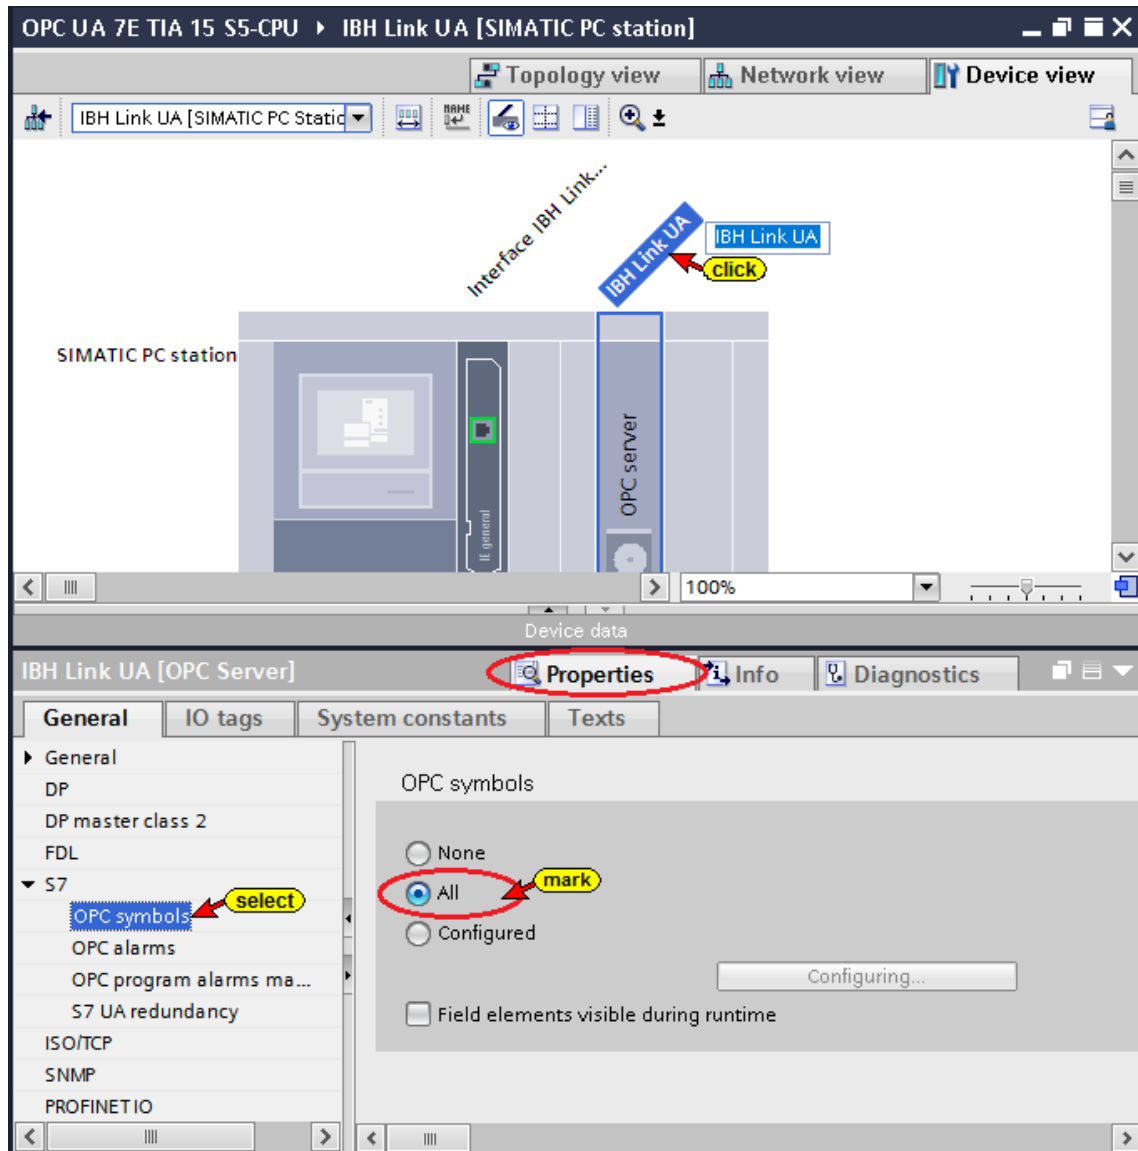 OPC UA 7E TIA 15 S5-CPU ▸ IBH Link UA [SIMATIC PC station]
Topology view
Network view
Device view
IBH Link UA [SIMATIC PC Static
NAME
Interface IBH Link...
IBH Link UA
IBH Link UA
click
SIMATIC PC station
OPC server
IE general
100%
Device data
IBH Link UA [OPC Server]
Properties
Info
Diagnostics
General
IO tags
System constants
Texts
General
DP
DP master class 2
FDL
S7
OPC symbols
select
OPC alarms
OPC program alarms ma...
S7 UA redundancy
ISO/TCP
SNMP
PROFINET IO
OPC symbols
None
All
mark
Configured
Configuring...
Field elements visible during runtime